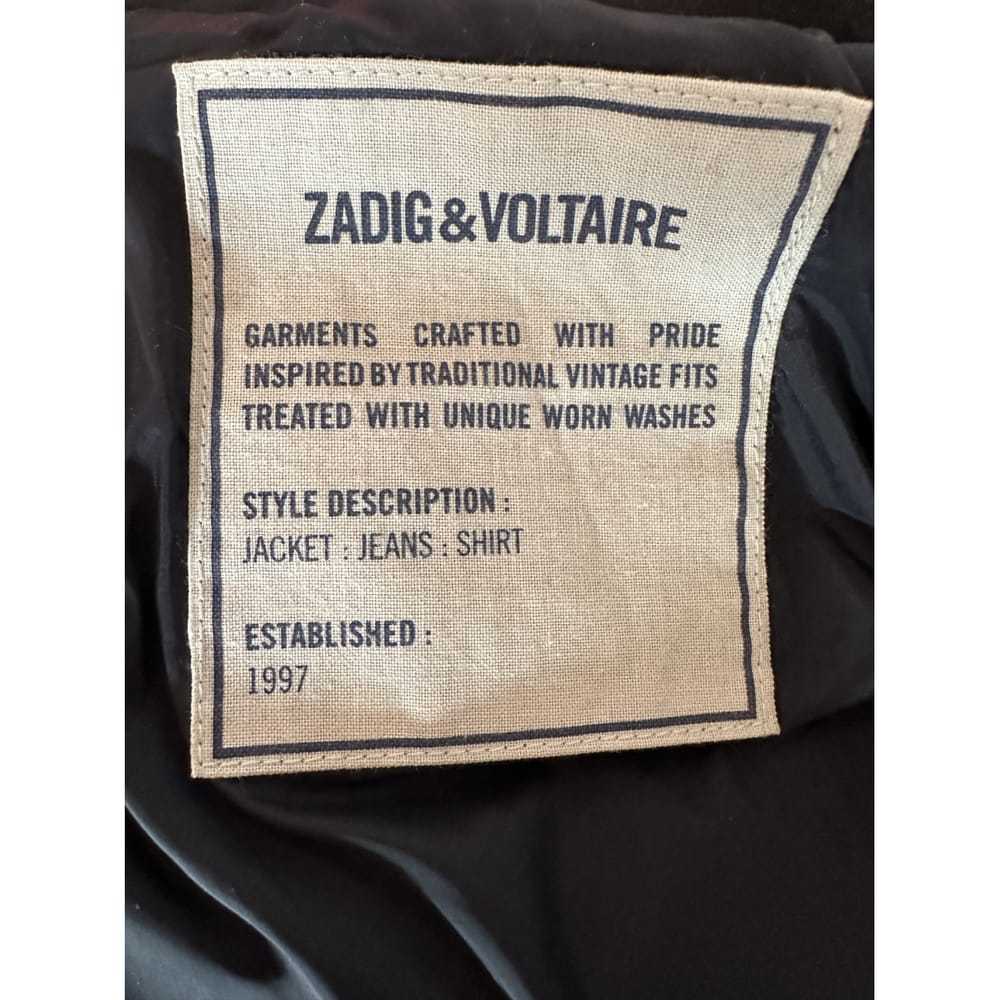 ZADIG&VOLTAIRE
GARMENTS CRAFTED WITH PRIDE
INSPIRED BY TRADITIONAL VINTAGE FITS
TREATED WITH UNIQUE WORN WASHES
STYLE DESCRIPTION :
JACKET : JEANS : SHIRT
ESTABLISHED :
1997